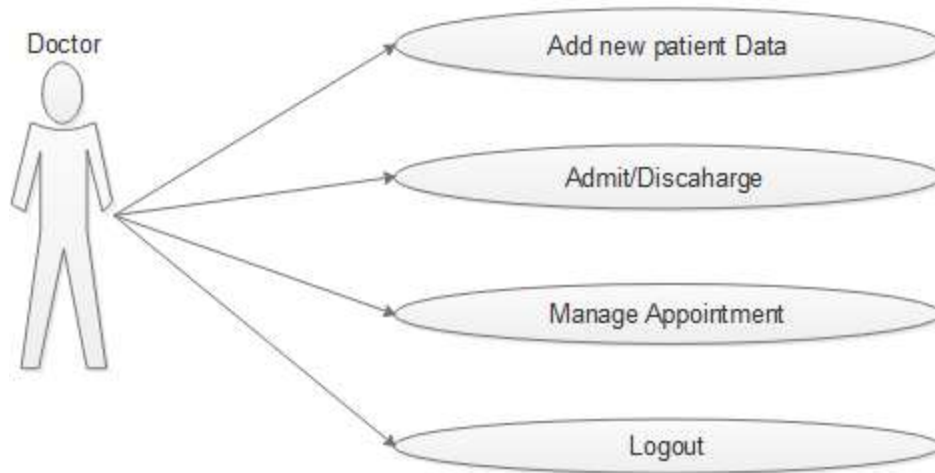 Doctor
Add new patient Data
Admit/Discaharge
Manage Appointment
Logout